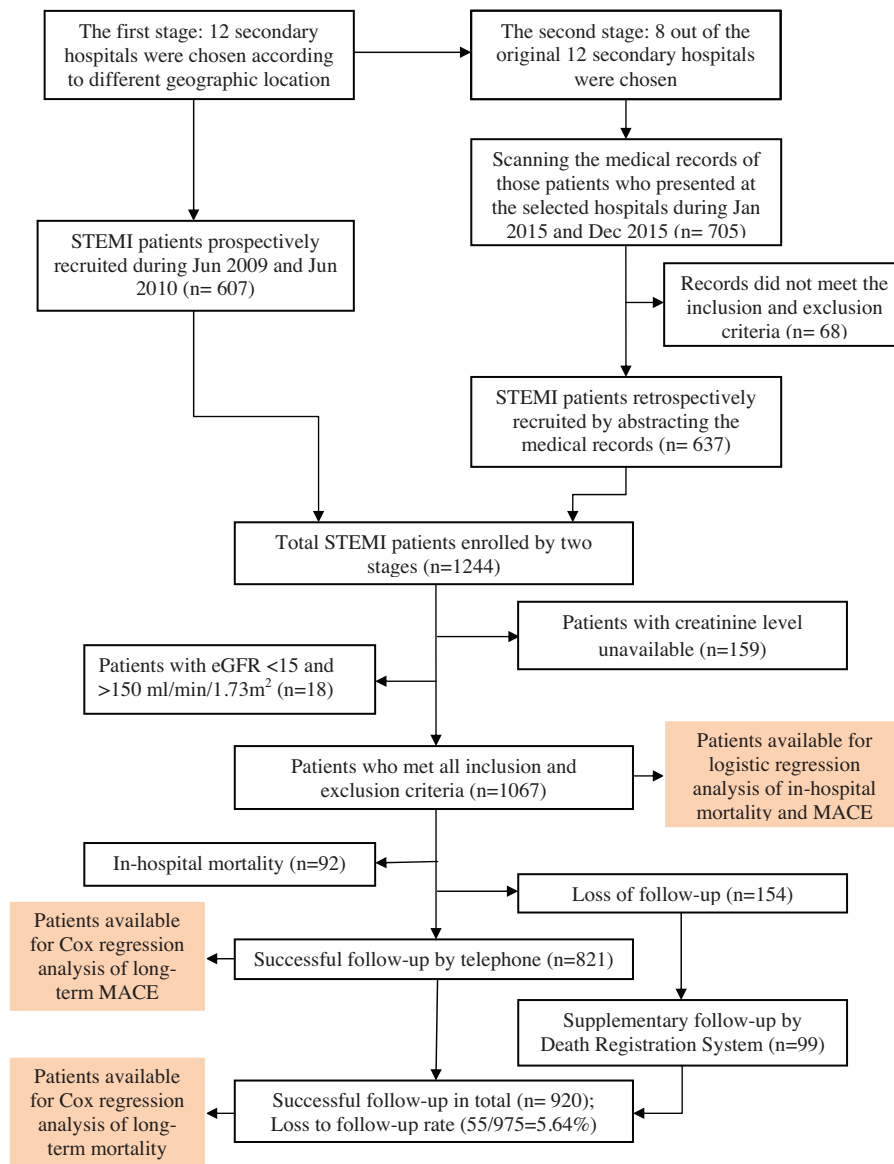 The first stage: 12 secondary
hospitals were chosen according
to different geographic location
The second stage: 8 out of the
original 12 secondary hospitals
were chosen
Scanning the medical records of
those patients who presented at
the selected hospitals during Jan
2015 and Dec 2015 (n= 705)
STEMI patients prospectively
recruited during Jun 2009 and Jun
2010 (n= 607)
Records did not meet the
inclusion and exclusion
criteria (n= 68)
STEMI patients retrospectively
recruited by abstracting the
medical records (n= 637)
Total STEMI patients enrolled by two
stages (n=1244)
Patients with creatinine level
unavailable (n=159)
Patients with eGFR <15 and
>150 ml/min/1.73m² (n=18)
Patients who met all inclusion and
exclusion criteria (n=1067)
Patients available for
logistic regression
analysis of in-hospital
mortality and MACE
In-hospital mortality (n=92)
Loss of follow-up (n=154)
Patients available
for Cox regression
analysis of long-
term MACE
Successful follow-up by telephone (n=821)
Supplementary follow-up by
Death Registration System (n=99)
Patients available
for Cox regression
analysis of long-
term mortality
Successful follow-up in total (n= 920);
Loss to follow-up rate (55/975=5.64%)